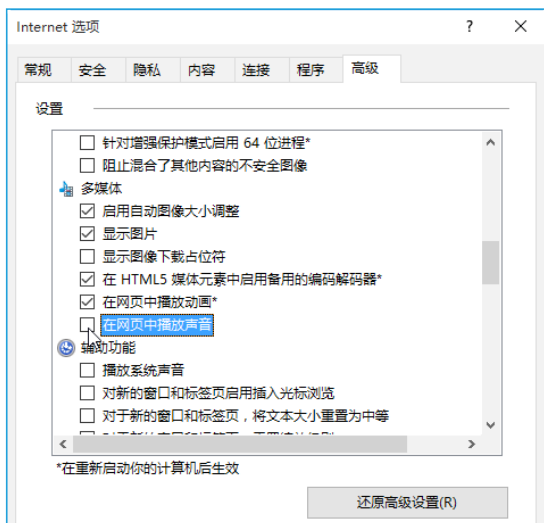 Internet 选项
常规 安全 隐私 内容 连接 程序 高级
设置
针对增强保护模式启用 64 位进程*
阻止混合了其他内容的不安全图像
多媒体
启用自动图像大小调整
显示图片
显示图像下载占位符
在 HTML5 媒体元素中启用备用的编码解码器*
在网页中播放动画*
在网页中播放声音
辅助功能
播放系统声音
对新的窗口和标签页启用插入光标浏览
对于新的窗口和标签页，将文本大小重置为中等
*在重新启动你的计算机后生效
还原高级设置(R)